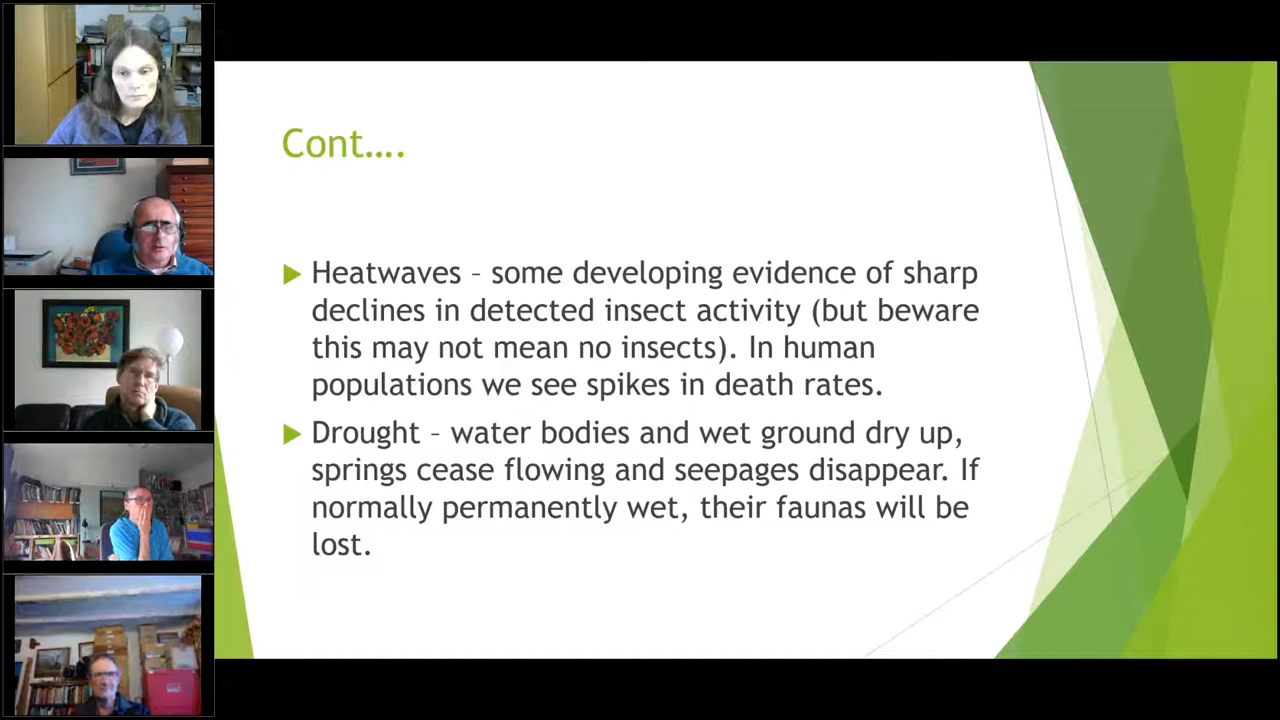 Cont....
Heatwaves – some developing evidence of sharp
declines in detected insect activity (but beware
this may not mean no insects). In human
populations we see spikes in death rates.
Drought – water bodies and wet ground dry up,
springs cease flowing and seepages disappear. If
normally permanently wet, their faunas will be
lost.